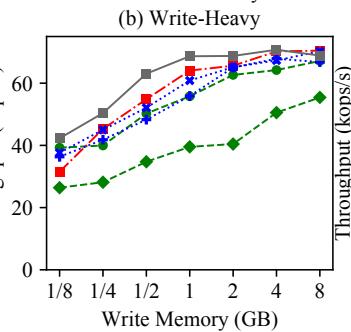 (b) Write-Heavy
60
40
20
0
1/8 1/4 1/2 1 2 4 8
Write Memory (GB)
Throughput (kops/s)